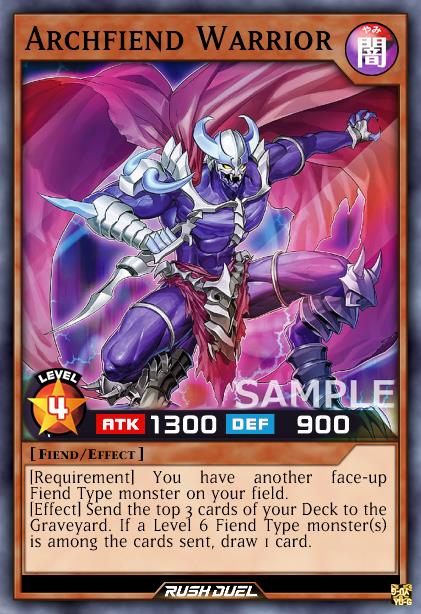 Archfiend Warrior
やみ
闇
SAMPLE
LEVEL
4
ATK 1300 DEF 900
[Fiend/Effect]
[Requirement] You have another face-up
Fiend Type monster on your field.
[Effect] Send the top 3 cards of your Deck to the
Graveyard. If a Level 6 Fiend Type monster(s)
is among the cards sent, draw 1 card.
RUSH DUEL